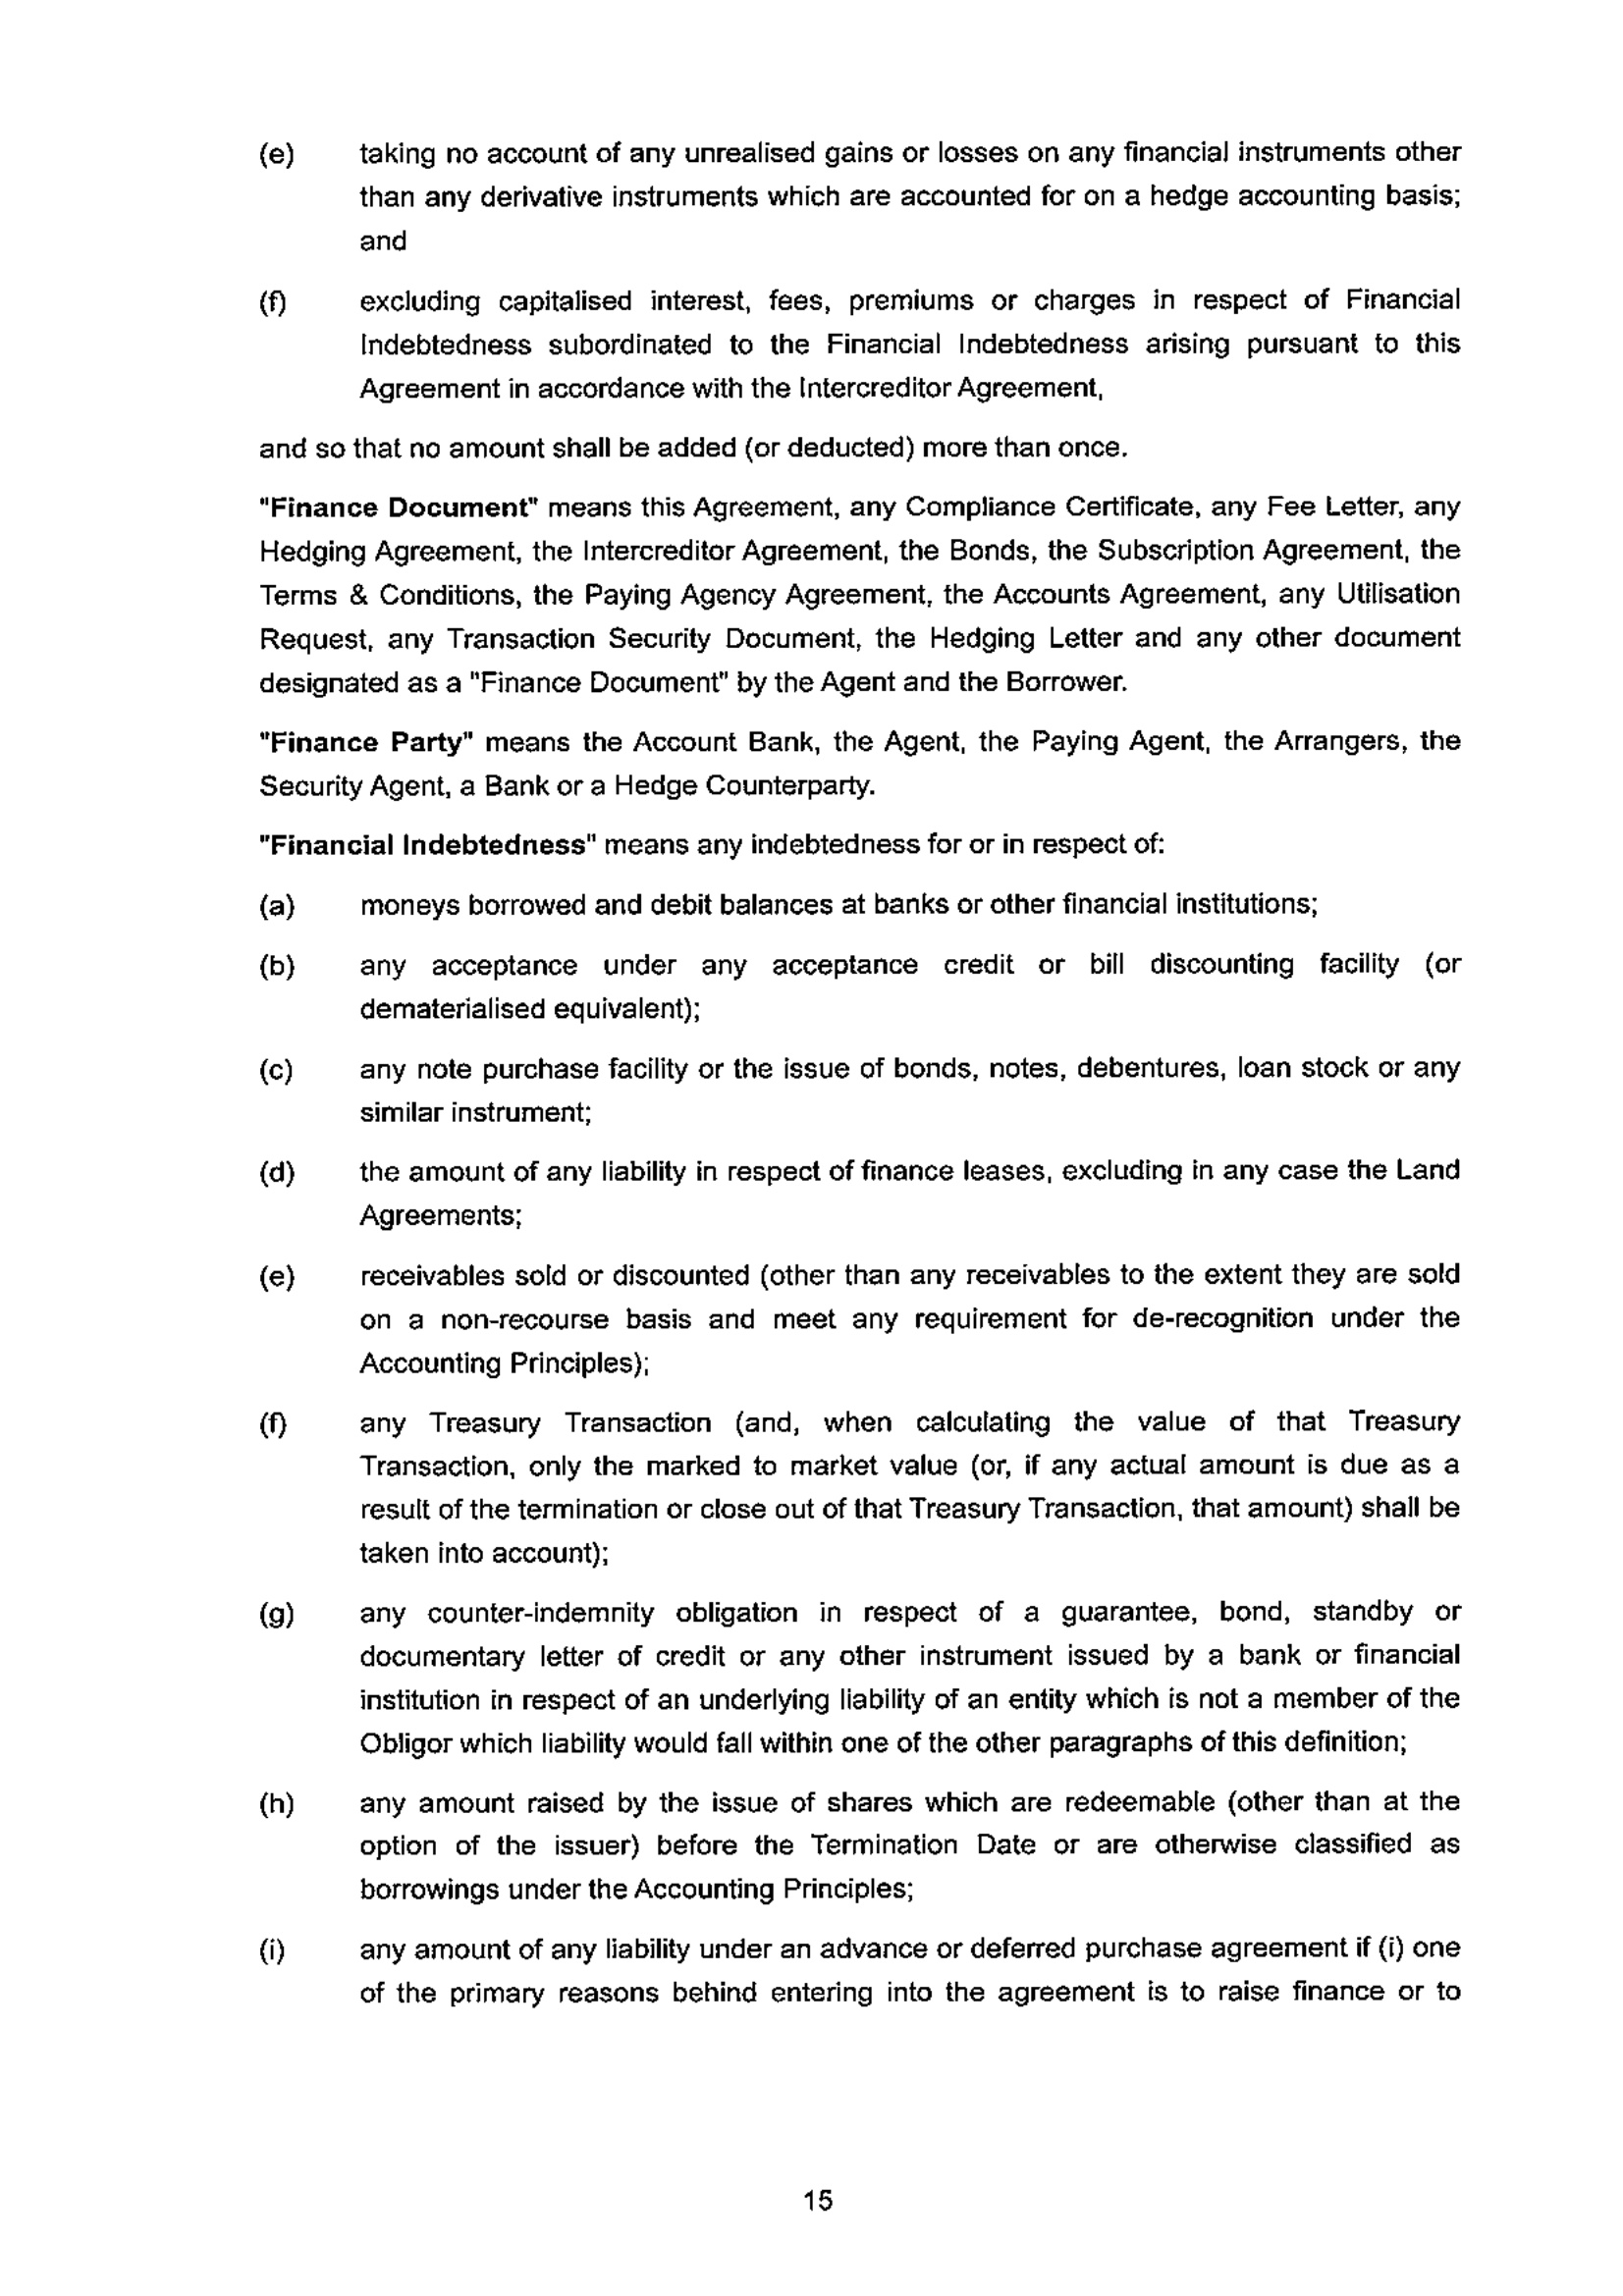 (e) taking no account of any unrealised gains or losses on any financial instruments other
than any derivative instruments which are accounted for on a hedge accounting basis;
and
(f) excluding capitalised interest, fees, premiums or charges in respect of Financial
Indebtedness subordinated to the Financial Indebtedness arising pursuant to this
Agreement in accordance with the Intercreditor Agreement,
and so that no amount shall be added (or deducted) more than once.
"Finance Document" means this Agreement, any Compliance Certificate, any Fee Letter, any
Hedging Agreement, the Intercreditor Agreement, the Bonds, the Subscription Agreement, the
Terms & Conditions, the Paying Agency Agreement, the Accounts Agreement, any Utilisation
Request, any Transaction Security Document, the Hedging Letter and any other document
designated as a "Finance Document" by the Agent and the Borrower.
"Finance Party" means the Account Bank, the Agent, the Paying Agent, the Arrangers, the
Security Agent, a Bank or a Hedge Counterparty.
"Financial Indebtedness" means any indebtedness for or in respect of:
(a) moneys borrowed and debit balances at banks or other financial institutions;
(b) any acceptance under any acceptance credit or bill discounting facility (or
dematerialised equivalent);
(c) any note purchase facility or the issue of bonds, notes, debentures, loan stock or any
similar instrument;
(d) the amount of any liability in respect of finance leases, excluding in any case the Land
Agreements;
(e) receivables sold or discounted (other than any receivables to the extent they are sold
on a non-recourse basis and meet any requirement for de-recognition under the
Accounting Principles);
(f) any Treasury Transaction (and, when calculating the value of that Treasury
Transaction, only the marked to market value (or, if any actual amount is due as a
result of the termination or close out of that Treasury Transaction, that amount) shall be
taken into account);
(g) any counter-indemnity obligation in respect of a guarantee, bond, standby or
documentary letter of credit or any other instrument issued by a bank or financial
institution in respect of an underlying liability of an entity which is not a member of the
Obligor which liability would fall within one of the other paragraphs of this definition;
(h) any amount raised by the issue of shares which are redeemable (other than at the
option of the issuer) before the Termination Date or are otherwise classified as
borrowings under the Accounting Principles;
(i) any amount of any liability under an advance or deferred purchase agreement if (i) one
of the primary reasons behind entering into the agreement is to raise finance or to
15